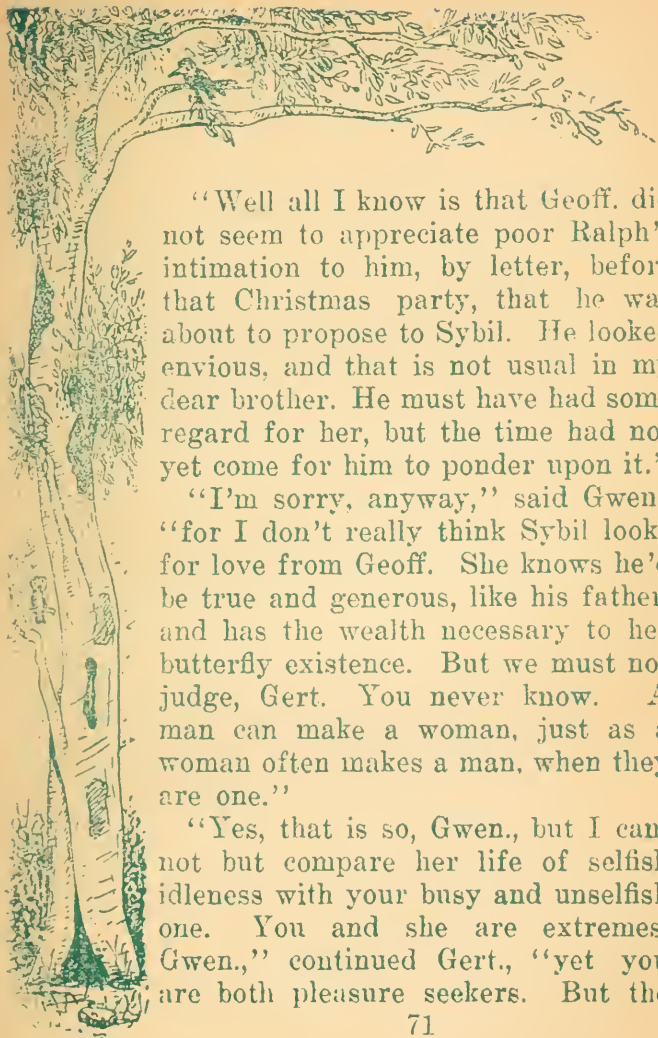 “Well all I know is that Geoff. di
not seem to appreciate poor Ralph'
intimation to him, by letter, befor
that Christmas party, that he wa
about to propose to Sybil. He looke
envious, and that is not usual in m
dear brother. He must have had som
regard for her, but the time had no
yet come for him to ponder upon it.'
“I'm sorry, anyway,” said Gwen
“for I don't really think Sybil look
for love from Geoff. She knows he'
be true and generous, like his father
and has the wealth necessary to he
butterfly existence. But we must no
judge, Gert. You never know. A
man can make a woman, just as a
woman often makes a man, when they
are one.”
“Yes, that is so, Gwen., but I can
not but compare her life of selfis
idleness with your busy and unselfis
one. You and she are extremes
Gwen.,” continued Gert., “yet you
are both pleasure seekers. But the
71